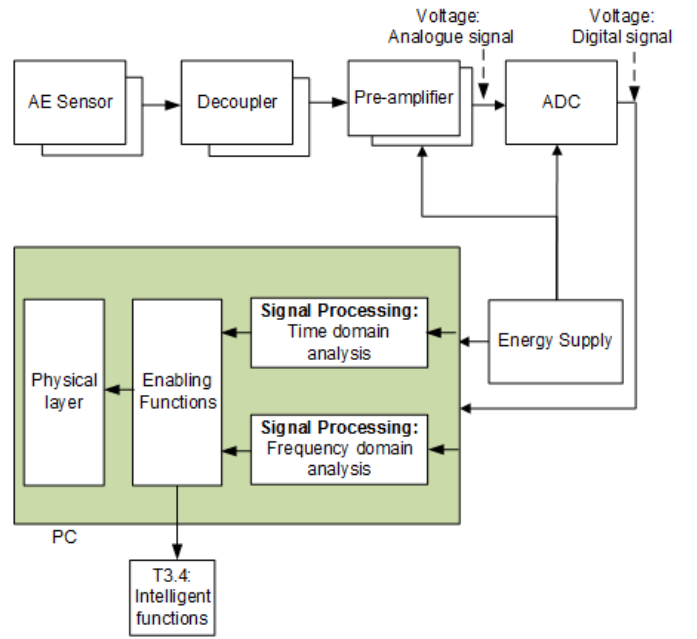 Voltage:
Analogue signal
Voltage:
Digital signal
AE Sensor
Decoupler
Pre-amplifier
ADC
Signal Processing:
Time domain
analysis
Energy Supply
Physical
layer
Enabling
Functions
Signal Processing:
Frequency domain
analysis
PC
T3.4:
Intelligent
functions